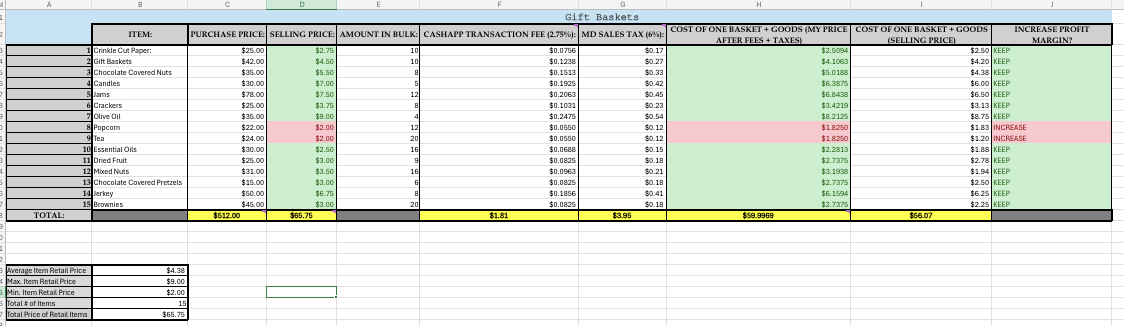 A B C D E F G H I J
Gift Baskets
ITEM: PURCHASE PRICE: SELLING PRICE: AMOUNT IN BULK: CASHAPP TRANSACTION FEE (2.75%): MD SALES TAX (6%): COST OF ONE BASKET + GOODS (MY PRICE AFTER FEES + TAXES) COST OF ONE BASKET + GOODS (SELLING PRICE) INCREASE PROFIT MARGIN?
1 Crinkle Cut Paper: $25.00 $2.75 10 $0.0756 $0.17 $2.5094 $2.50 KEEP
2 Gift Baskets $42.00 $4.50 10 $0.1238 $0.27 $4.1063 $4.20 KEEP
3 Chocolate Covered Nuts $35.00 $5.50 8 $0.1513 $0.33 $5.0188 $4.38 KEEP
4 Candles $30.00 $7.00 5 $0.1925 $0.42 $6.3875 $6.00 KEEP
5 Jams $78.00 $7.50 12 $0.2063 $0.45 $6.8438 $6.50 KEEP
6 Crackers $25.00 $3.75 8 $0.1031 $0.23 $3.4219 $3.13 KEEP
7 Olive Oil $35.00 $9.00 4 $0.2475 $0.54 $8.2125 $8.75 KEEP
8 Popcorn $22.00 $2.00 12 $0.0550 $0.12 $1.8250 $1.83 INCREASE
9 Tea $24.00 $2.00 20 $0.0550 $0.12 $1.8250 $1.20 INCREASE
10 Essential Oils $30.00 $2.50 16 $0.0688 $0.15 $2.2813 $1.88 KEEP
11 Dried Fruit $25.00 $3.00 9 $0.0825 $0.18 $2.7375 $2.78 KEEP
12 Mixed Nuts $31.00 $3.50 16 $0.0963 $0.21 $3.1938 $1.94 KEEP
13 Chocolate Covered Pretzels $15.00 $3.00 6 $0.0825 $0.18 $2.7375 $2.50 KEEP
14 Jerkey $50.00 $6.75 8 $0.1856 $0.41 $6.1594 $6.25 KEEP
15 Brownies $45.00 $3.00 20 $0.0825 $0.18 $2.7375 $2.25 KEEP
TOTAL: $512.00 $65.75 $1.81 $3.95 $59.9969 $56.07
Average Item Retail Price $4.38
Max. Item Retail Price $9.00
Min. Item Retail Price $2.00
Total # of Items 15
Total Price of Retail Items $65.75